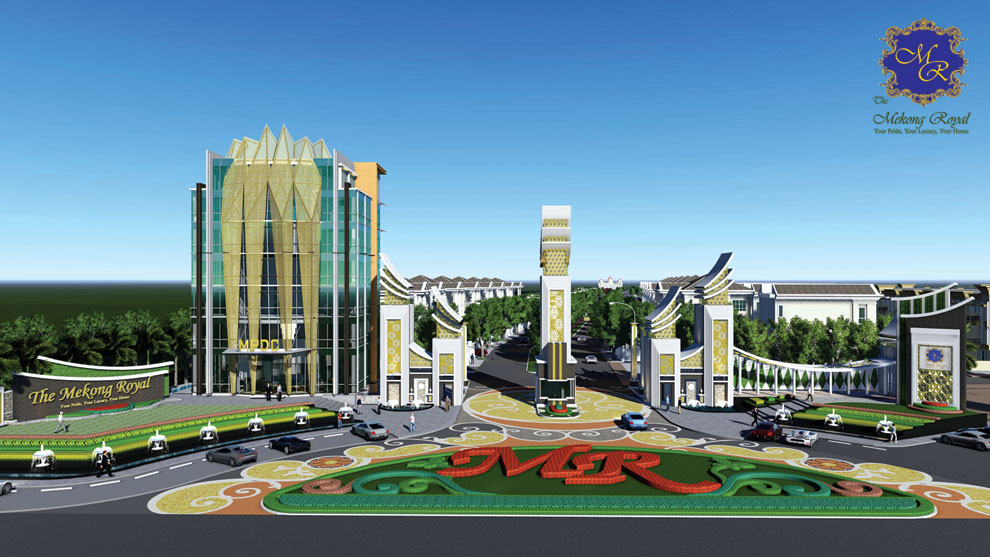 M
R
The
Mekong Royal
Your Pride, Your Luxury, Your Home
MPDC
The Mekong Royal
Your Pride, Your Luxury, Your Home
MR